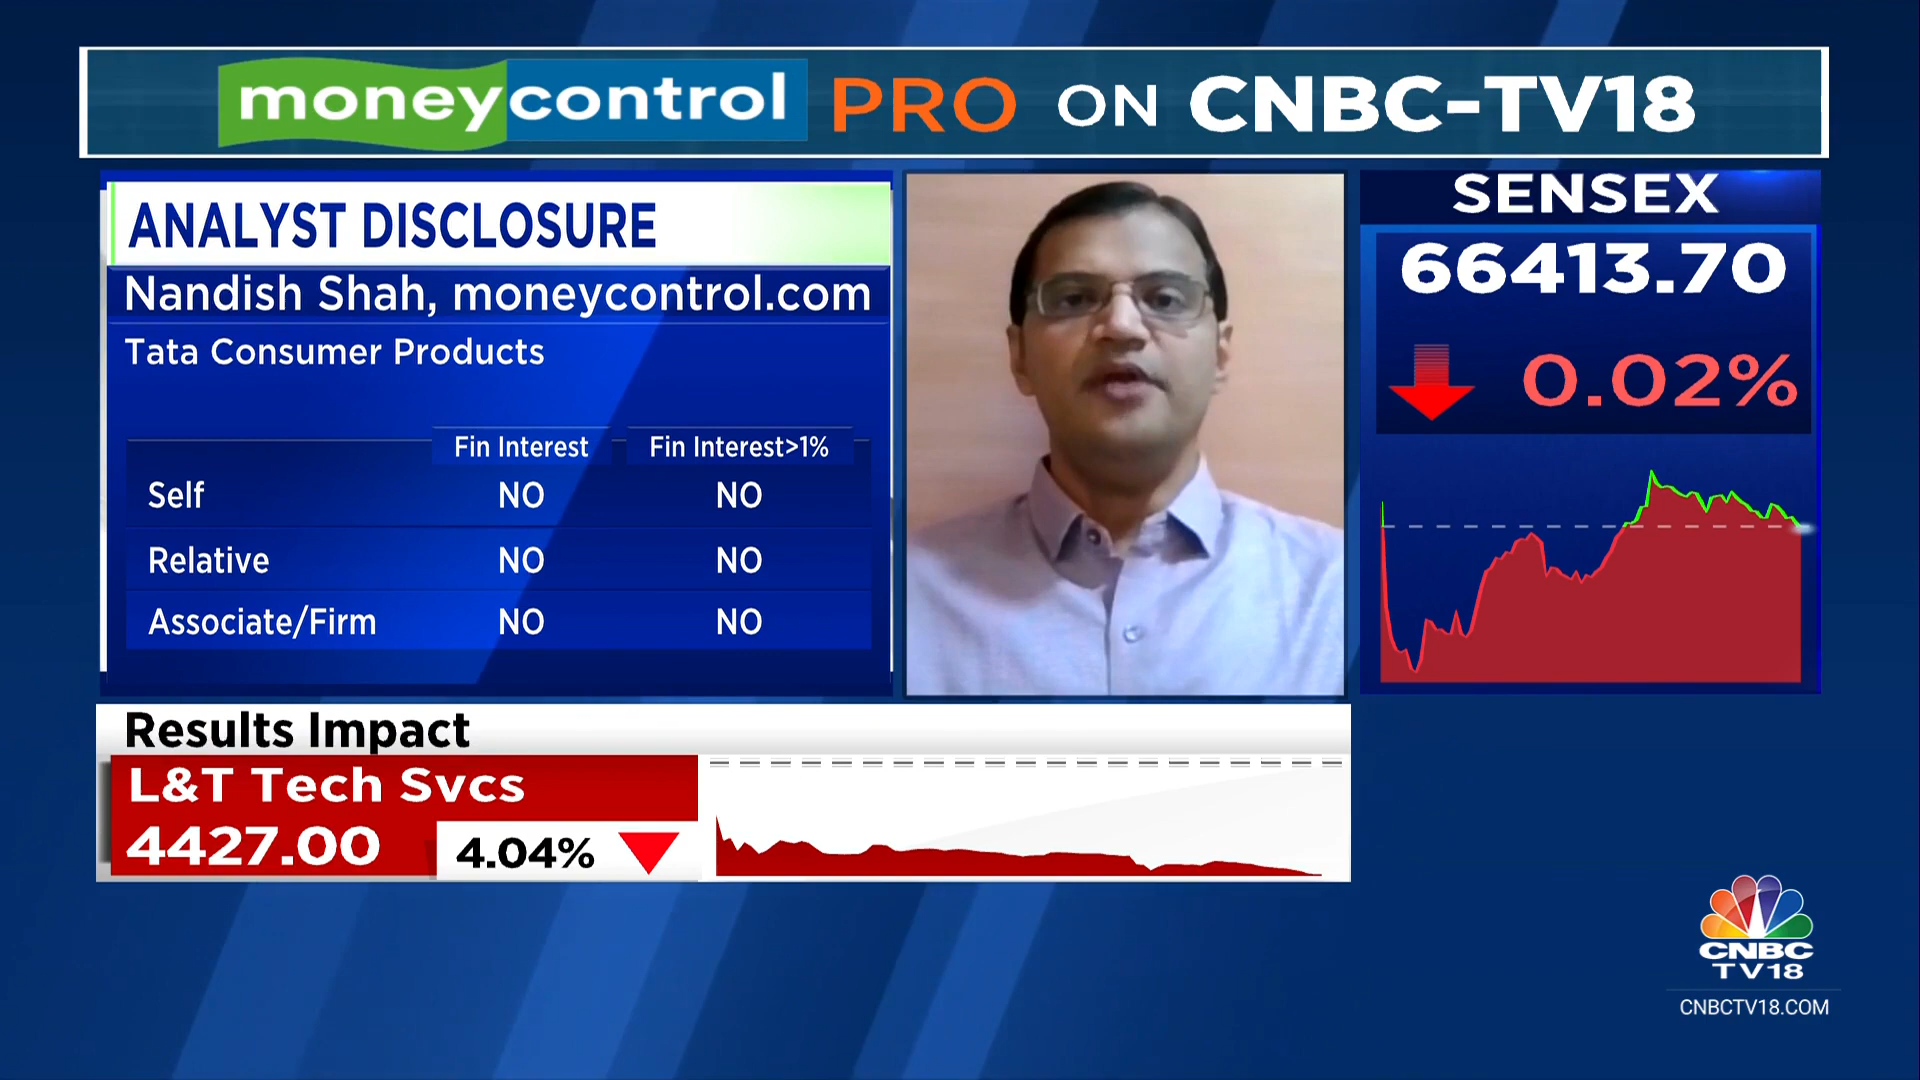 moneycontrol PRO ON CNBC-TV18
ANALYST DISCLOSURE
Nandish Shah, moneycontrol.com
Tata Consumer Products
Fin Interest Fin Interest>1%
Self NO NO
Relative NO NO
Associate/Firm NO NO
SENSEX
66413.70
0.02%
Results Impact
L&T Tech Svcs
4427.00
4.04%
CNBC
TV18
CNBCTV18.COM